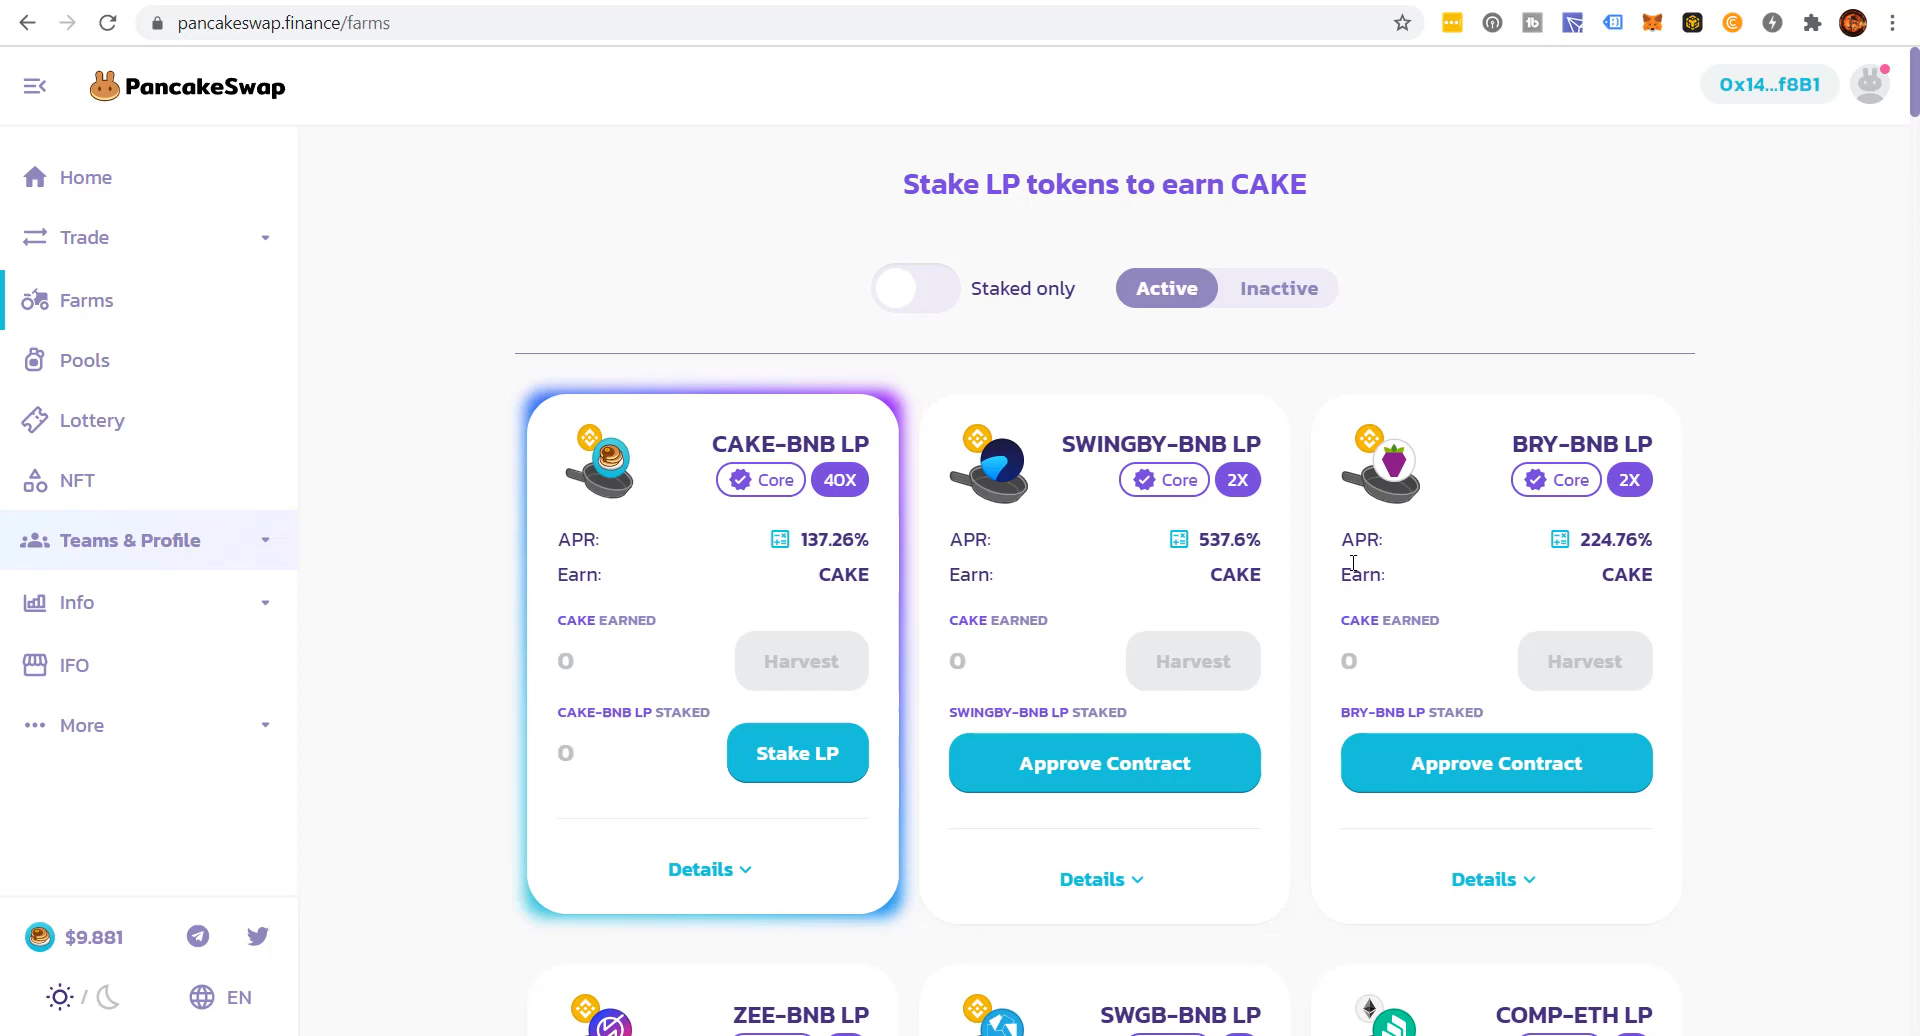 pancakeswap.finance/farms
PancakeSwap
0x14...f8B1
Home
Trade
Farms
Pools
Lottery
NFT
Teams & Profile
Info
IFO
More
$9.881
/
EN
Stake LP tokens to earn CAKE
Staked only
Active
Inactive
CAKE-BNB LP
Core
40X
APR:
137.26%
Earn:
CAKE
CAKE EARNED
0
Harvest
CAKE-BNB LP STAKED
0
Stake LP
Details
SWINGBY-BNB LP
Core
2X
APR:
537.6%
Earn:
CAKE
CAKE EARNED
0
Harvest
SWINGBY-BNB LP STAKED
Approve Contract
Details
BRY-BNB LP
Core
2X
APR:
224.76%
Earn:
CAKE
CAKE EARNED
0
Harvest
BRY-BNB LP STAKED
Approve Contract
Details
ZEE-BNB LP
SWGB-BNB LP
COMP-ETH LP